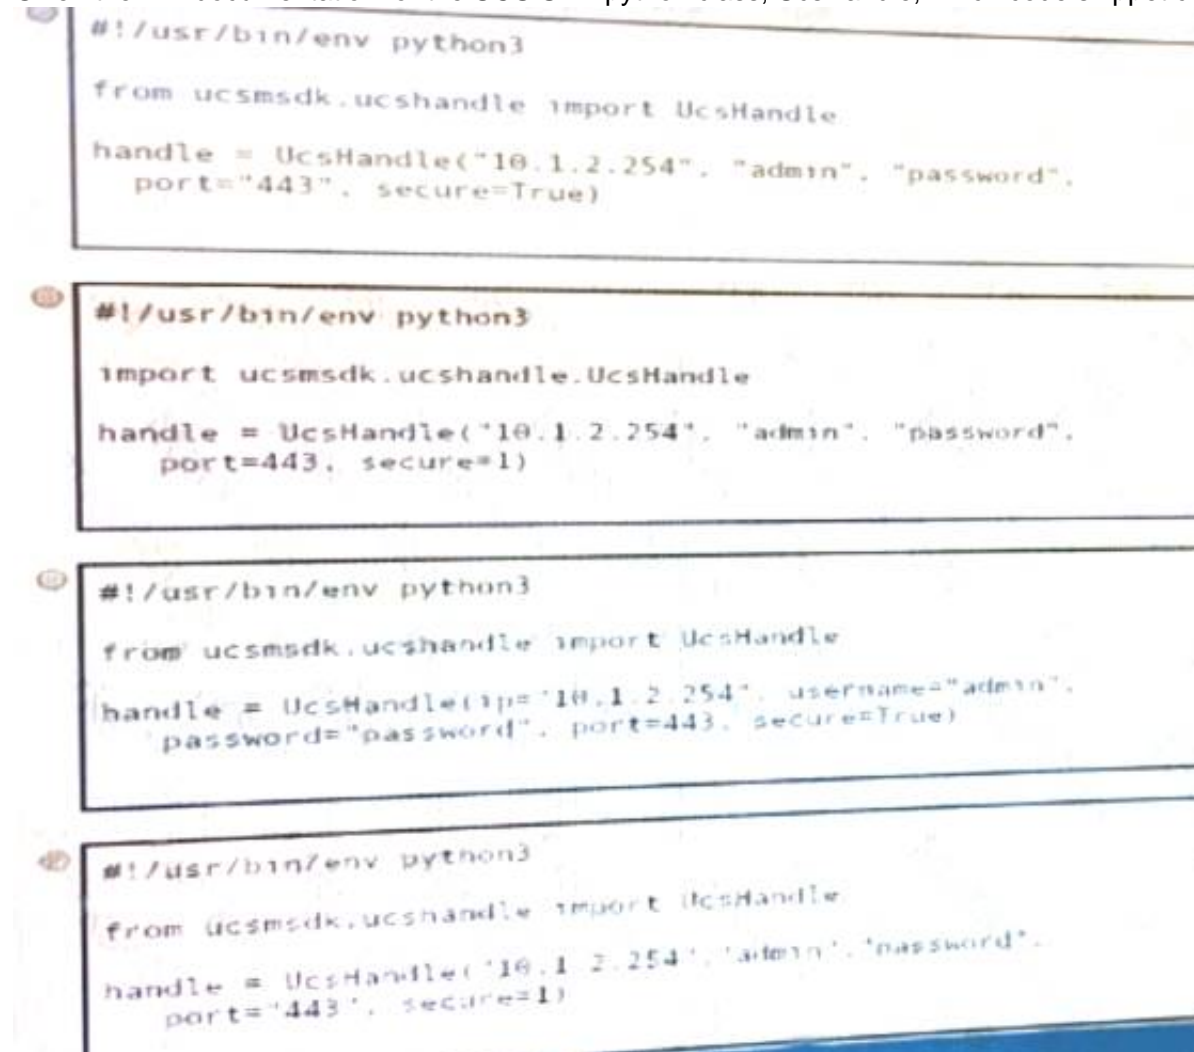 #!/usr/bin/env python3
from ucsmsdk.ucshandle import UcsHandle
handle = UcsHandle("10.1.2.254", "admin", "password",
port="443", secure=True)
#!/usr/bin/env python3
import ucsmsdk.ucshandle.UcsHandle
handle = UcsHandle("10.1.2.254", "admin", "password",
port=443, secure=1)
#!/usr/bin/env python3
from ucsmsdk.ucshandle import UcsHandle
handle = UcsHandle(ip="10.1.2.254", username="admin",
password="password", port=443, secure=True)
#!/usr/bin/env python3
from ucsmsdk.ucshandle import UcsHandle
handle = UcsHandle("10.1.2.254", "admin", "password",
port="443", secure=1)